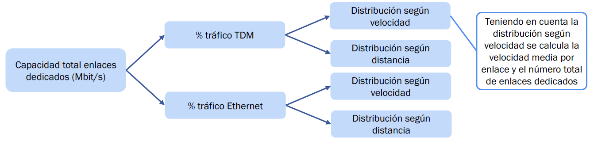 Capacidad total enlaces
dedicados (Mbit/s)
% tráfico TDM
% tráfico Ethernet
Distribución según
velocidad
Distribución según
distancia
Distribución según
velocidad
Distribución según
distancia
Teniendo en cuenta la
distribución según
velocidad se calcula la
velocidad media por
enlace y el número total
de enlaces dedicados